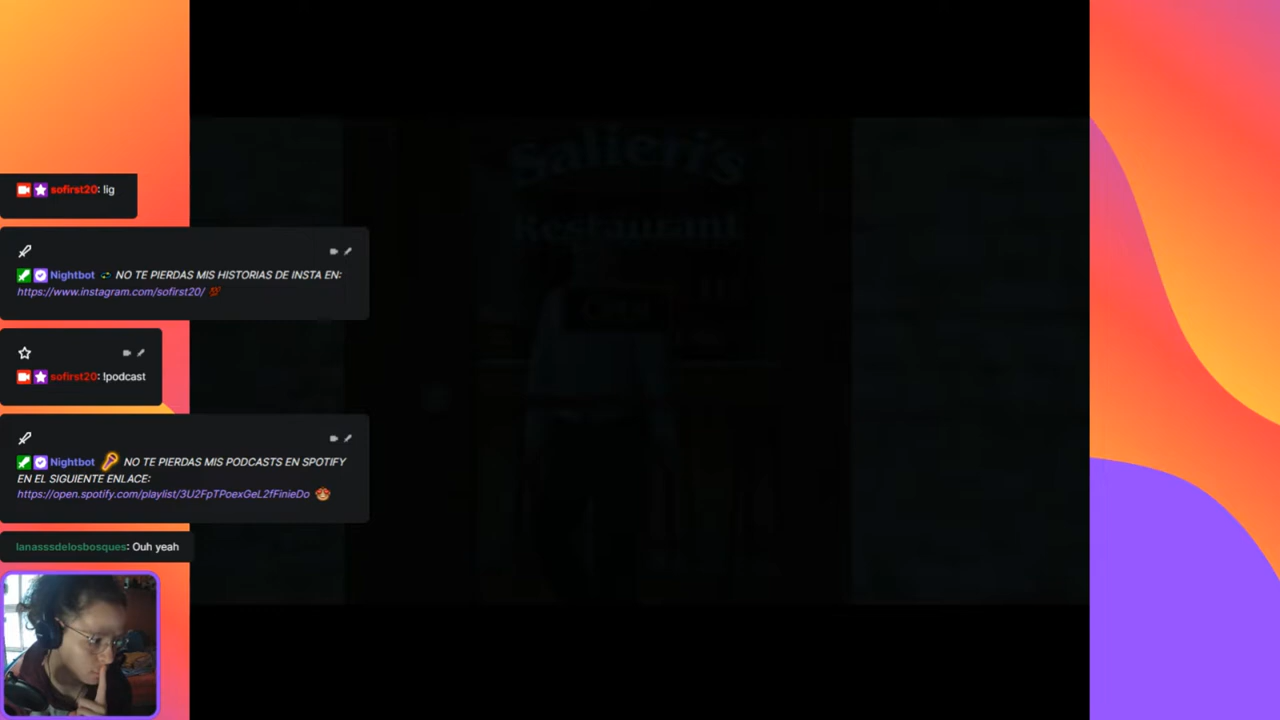 sofirst20: !ig
Nightbot NO TE PIERDAS MIS HISTORIAS DE INSTA EN:
https://www.instagram.com/sofirst20/ 💯
sofirst20: !podcast
Nightbot NO TE PIERDAS MIS PODCASTS EN SPOTIFY
EN EL SIGUIENTE ENLACE:
https://open.spotify.com/playlist/3U2FpTPoexGeL2fFinieDo
lanasssdelosbosques: Ouh yeah
Salieri's
Restaurant